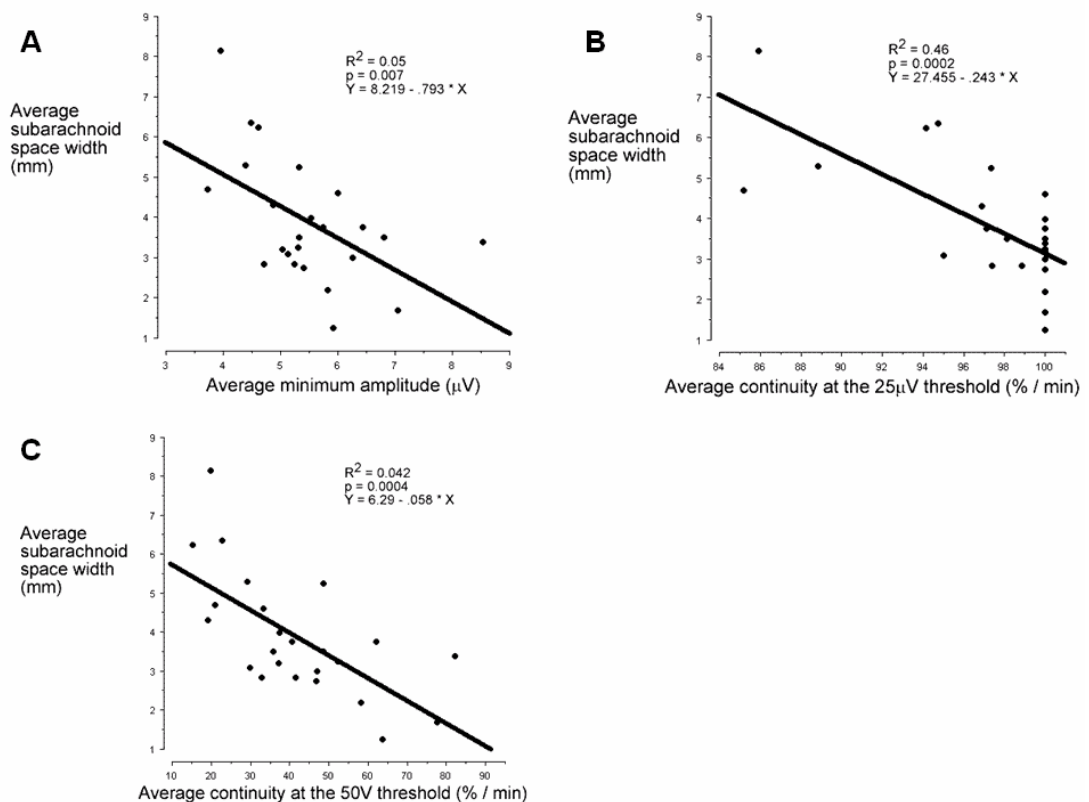 A
Average
subarachnoid
space width
(mm)
9
8
7
6
5
4
3
2
1
R2 = 0.05
p = 0.007
Y = 8.219 - .793 * X
3 4 5 6 7 8 9
Average minimum amplitude (μV)
B
Average
subarachnoid
space width
(mm)
9
8
7
6
5
4
3
2
1
R2 = 0.46
p = 0.0002
Y = 27.455 - .243 * X
84 86 88 90 92 94 96 98 100
Average continuity at the 25μV threshold (% / min)
C
Average
subarachnoid
space width
(mm)
9
8
7
6
5
4
3
2
1
R2 = 0.042
p = 0.0004
Y = 6.29 - .058 * X
10 20 30 40 50 60 70 80 90
Average continuity at the 50V threshold (% / min)